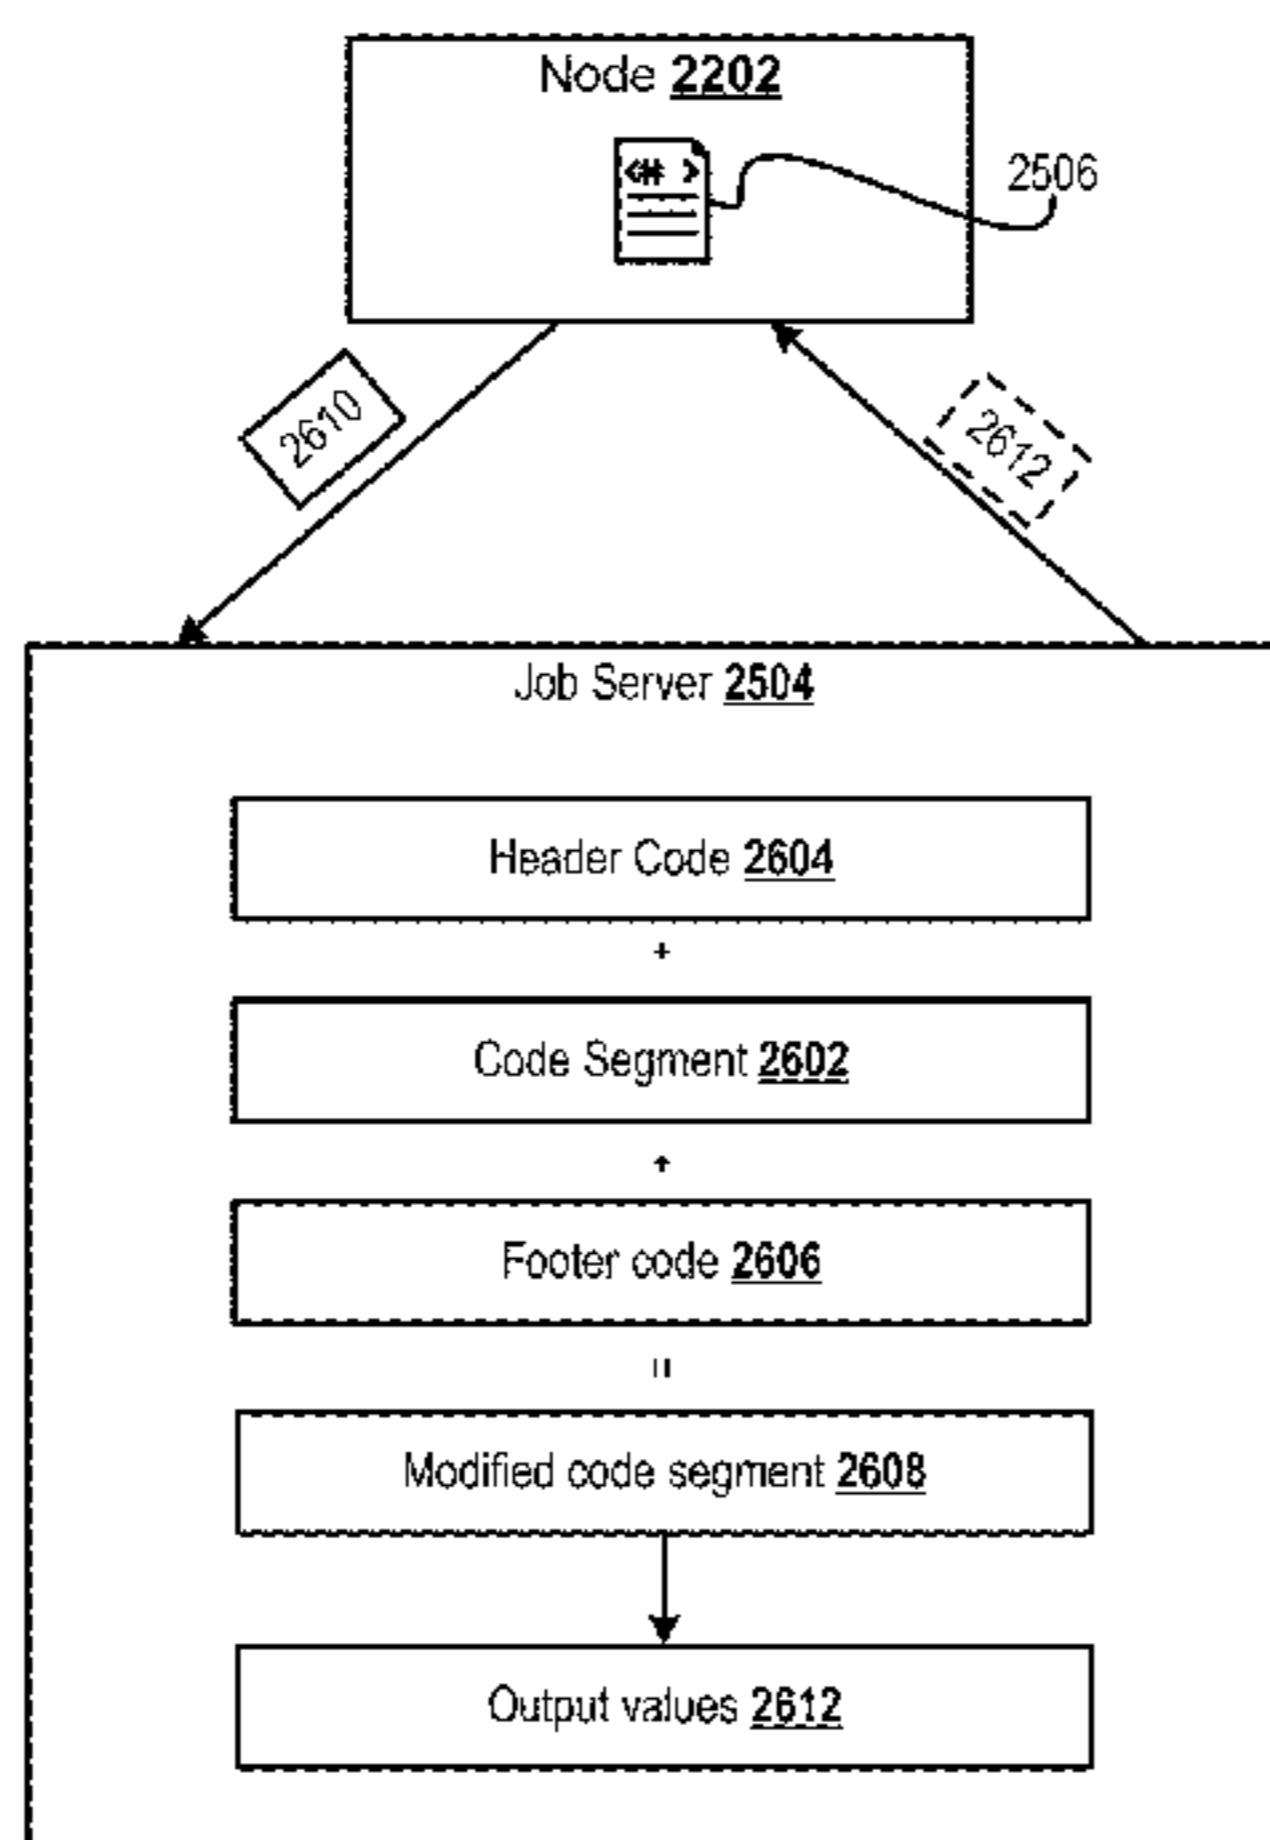 Node 2202
<# >
2506
2610
2612
Job Server 2504
Header Code 2604
+
Code Segment 2602
+
Footer code 2606
=
Modified code segment 2608
Output values 2612